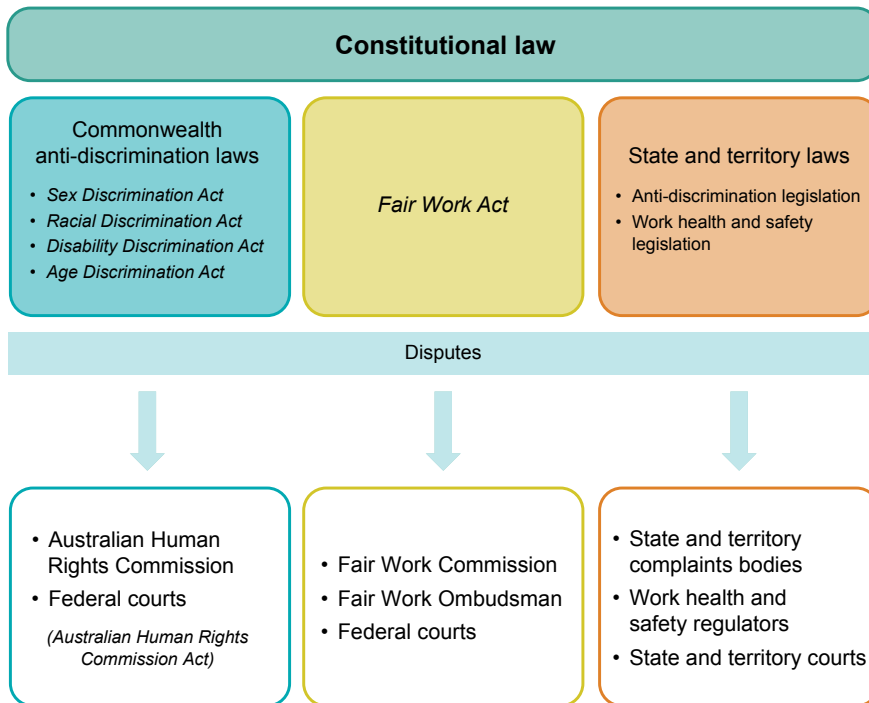 Constitutional law
Commonwealth
anti-discrimination laws
• Sex Discrimination Act
• Racial Discrimination Act
• Disability Discrimination Act
• Age Discrimination Act
Fair Work Act
State and territory laws
• Anti-discrimination legislation
• Work health and safety
legislation
Disputes
• Australian Human
Rights Commission
• Federal courts
(Australian Human Rights
Commission Act)
• Fair Work Commission
• Fair Work Ombudsman
• Federal courts
• State and territory
complaints bodies
• Work health and
safety regulators
• State and territory courts